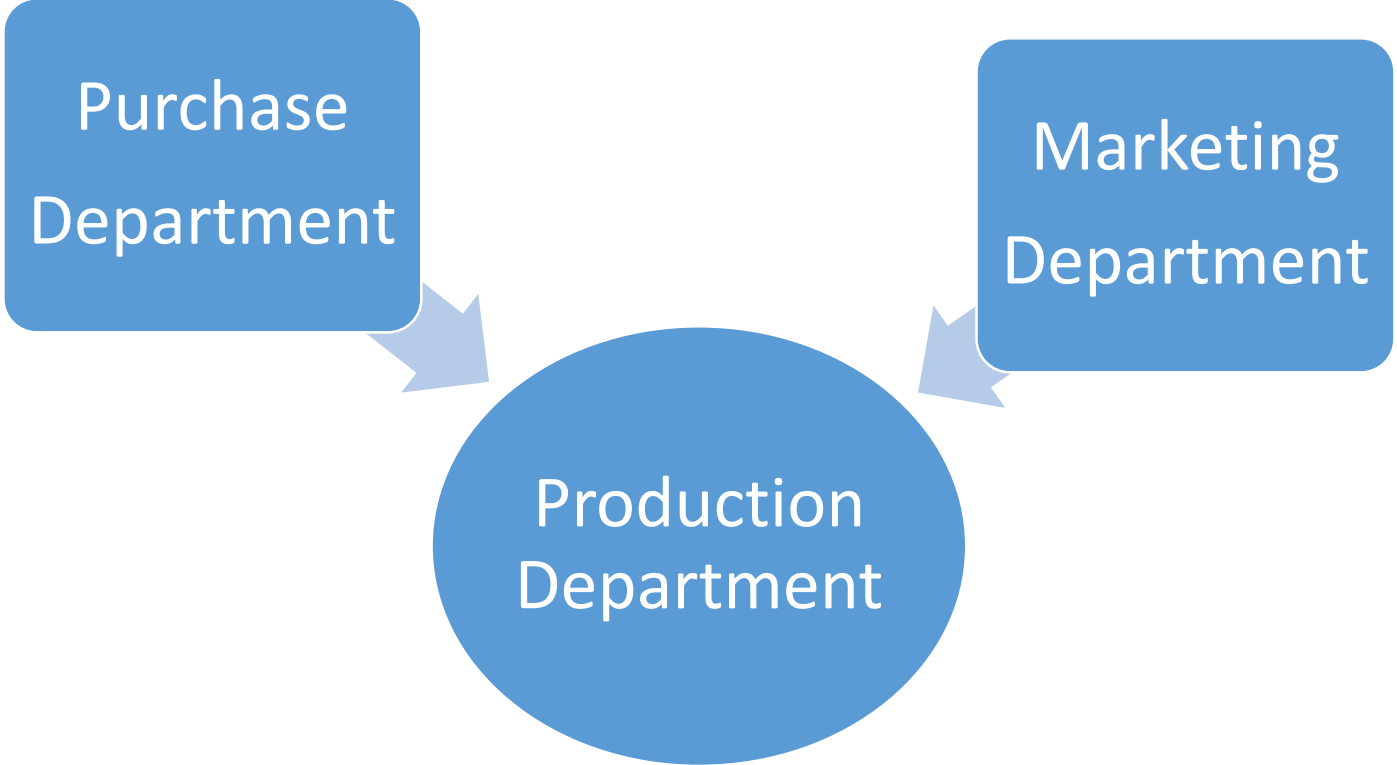 Purchase
Department
Marketing
Department
Production
Department